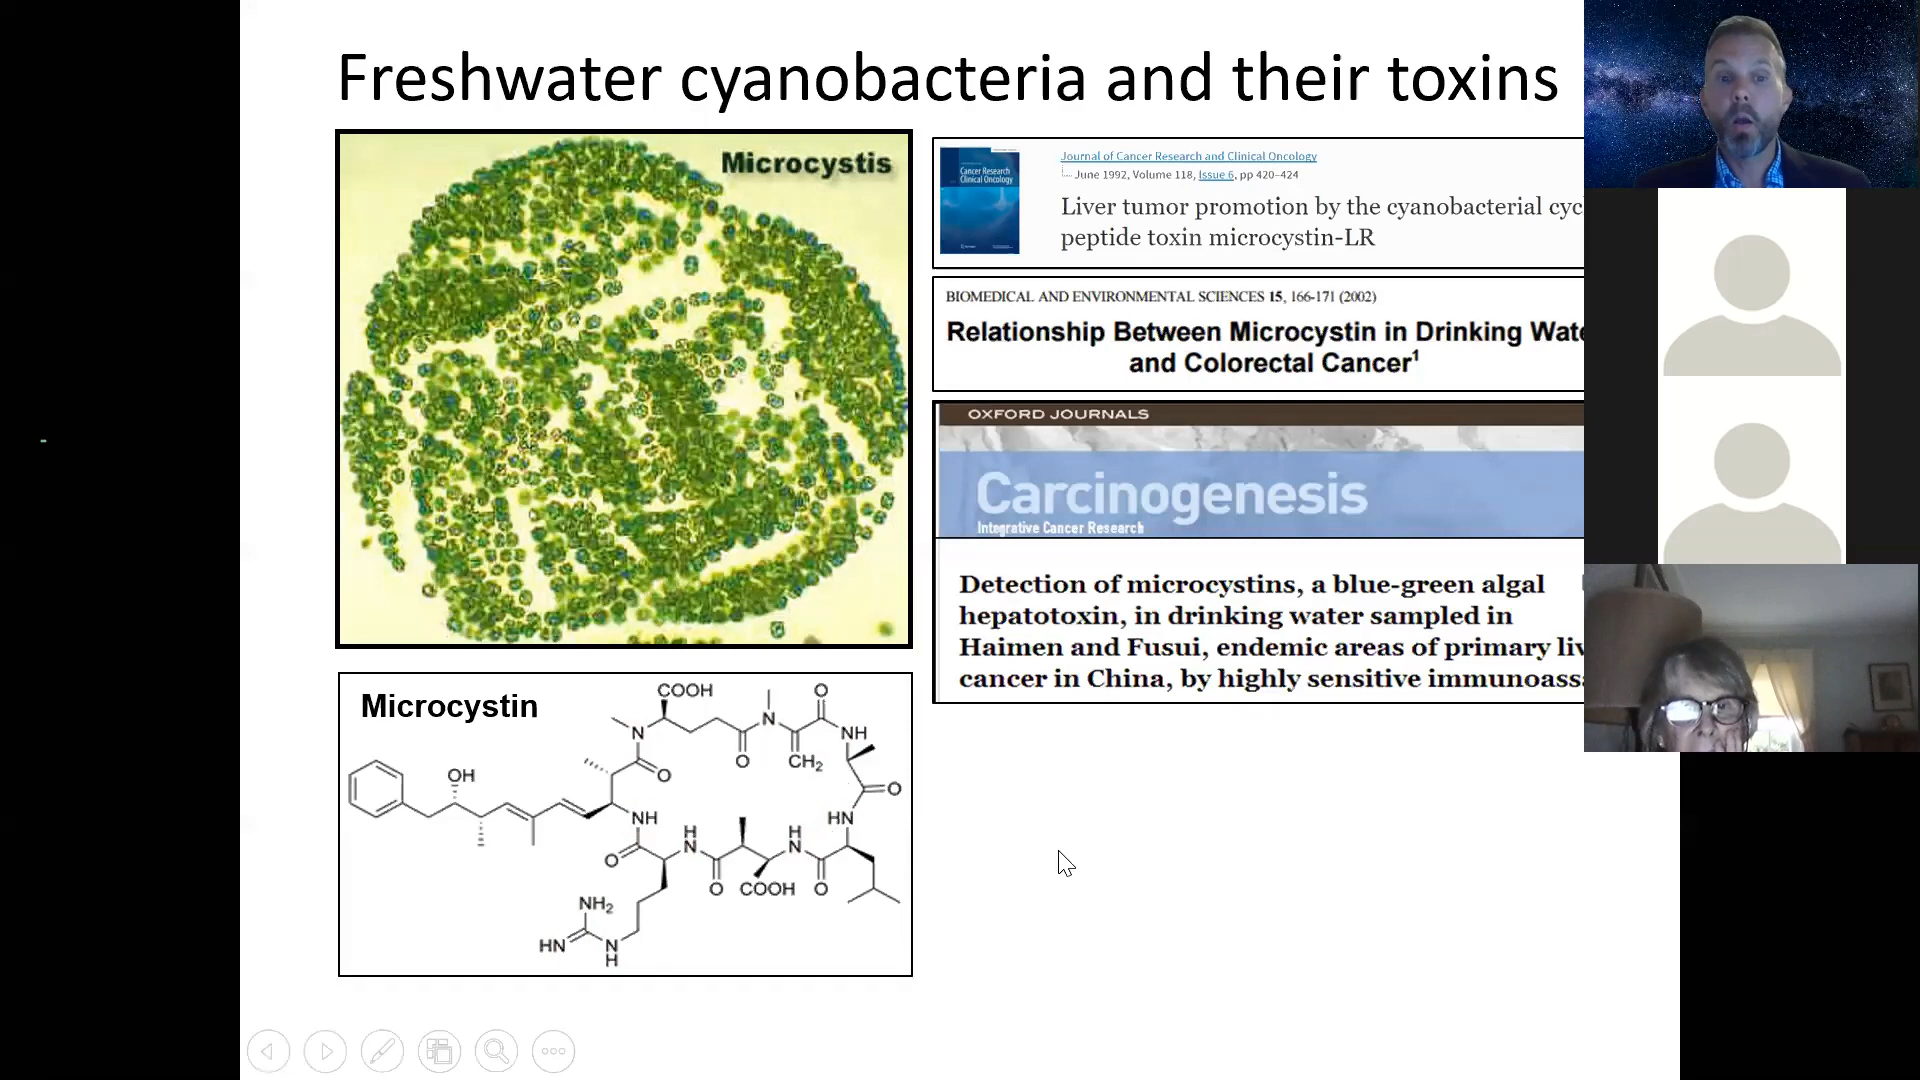 Freshwater cyanobacteria and their toxins
Microcystis
Journal of Cancer Research and Clinical Oncology
June 1992, Volume 118, Issue 6, pp 420–424
Cancer Research
Clinical Oncology
Liver tumor promotion by the cyanobacterial cyc
peptide toxin microcystin-LR
BIOMEDICAL AND ENVIRONMENTAL SCIENCES 15, 166-171 (2002)
Relationship Between Microcystin in Drinking Wate
and Colorectal Cancer1
OXFORD JOURNALS
Carcinogenesis
Integrative Cancer Research
Detection of microcystins, a blue-green algal
hepatotoxin, in drinking water sampled in
Haimen and Fusui, endemic areas of primary liv
cancer in China, by highly sensitive immunoass
Microcystin
COOH
O
N
N
NH
O
O
CH2
OH
O
NH
HN
O
H
N
H
N
O
O
COOH
O
NH2
HN
N
H